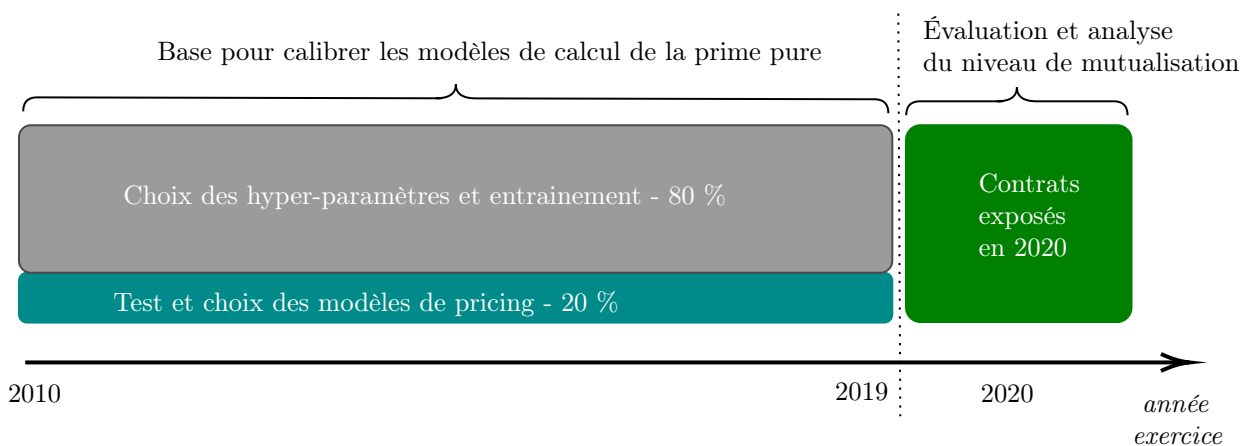 Base pour calibrer les modèles de calcul de la prime pure
Évaluation et analyse
du niveau de mutualisation
Choix des hyper-paramètres et entrainement - 80 %
Test et choix des modèles de pricing - 20 %
Contrats
exposés
en 2020
2010
2019
2020
année
exercice